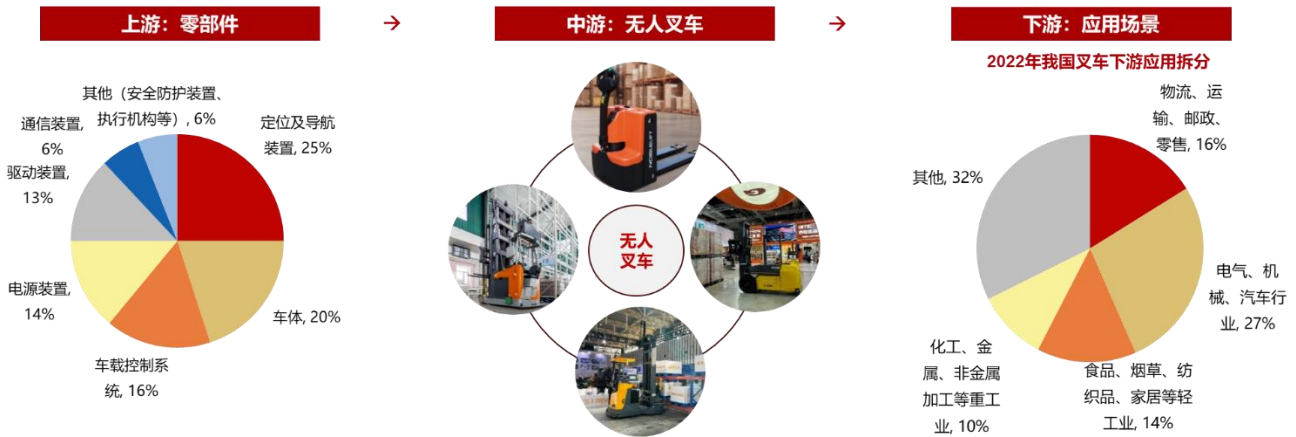 上游：零部件
→
中游：无人叉车
→
下游：应用场景
其他（安全防护装置、
执行机构等）, 6%
通信装置,
6%
定位及导航
装置, 25%
驱动装置,
13%
电源装置,
14%
车体, 20%
车载控制系
统, 16%
NOBLELIFT
无人
叉车
2022年我国叉车下游应用拆分
物流、运
输、邮政、
零售, 16%
其他, 32%
电气、机
械、汽车行
业, 27%
化工、金
属、非金属
加工等重工
业, 10%
食品、烟草、纺
织品、家居等轻
工业, 14%